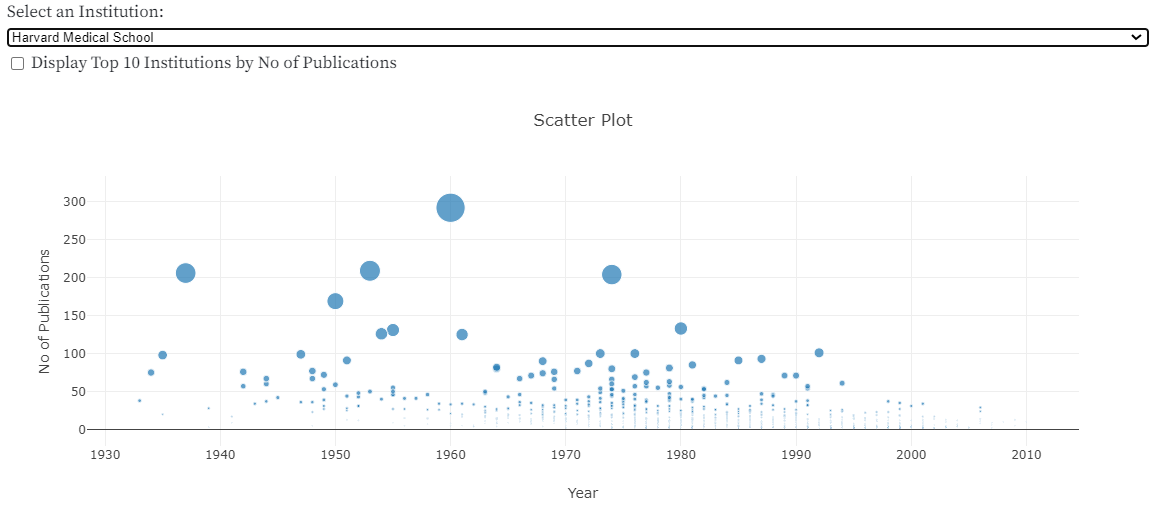 Select an Institution:
Harvard Medical School
Display Top 10 Institutions by No of Publications
Scatter Plot
No of Publications
300
250
200
150
100
50
0
1930 1940 1950 1960 1970 1980 1990 2000 2010
Year